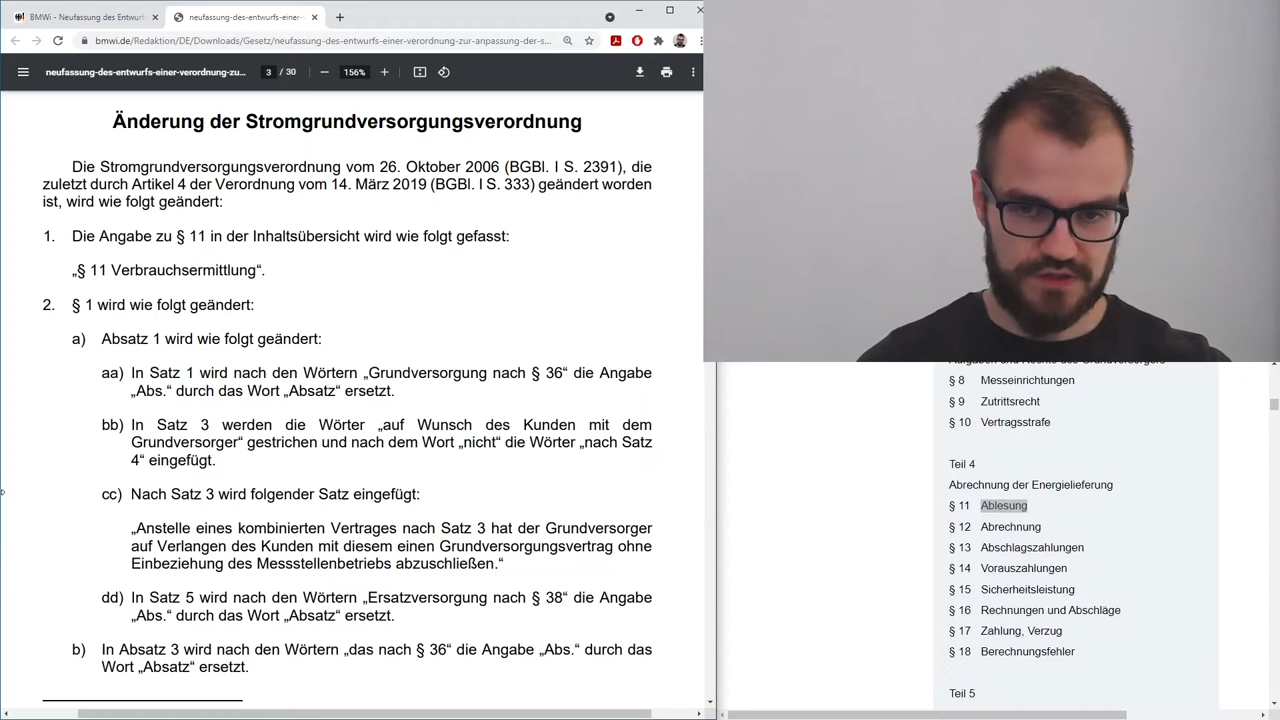 BMWi - Neufassung des Entwurf
neufassung-des-entwurfs-einer-v
bmwi.de/Redaktion/DE/Downloads/Gesetz/neufassung-des-entwurfs-einer-verordnung-zur-anpassung-der-s...
neufassung-des-entwurfs-einer-verordnung-zu...
3 / 30
156%
Änderung der Stromgrundversorgungsverordnung
Die Stromgrundversorgungsverordnung vom 26. Oktober 2006 (BGBl. I S. 2391), die
zuletzt durch Artikel 4 der Verordnung vom 14. März 2019 (BGBl. I S. 333) geändert worden
ist, wird wie folgt geändert:
1. Die Angabe zu § 11 in der Inhaltsübersicht wird wie folgt gefasst:
„§ 11 Verbrauchsermittlung“.
2. § 1 wird wie folgt geändert:
a) Absatz 1 wird wie folgt geändert:
aa) In Satz 1 wird nach den Wörtern „Grundversorgung nach § 36“ die Angabe
„Abs.“ durch das Wort „Absatz“ ersetzt.
bb) In Satz 3 werden die Wörter „auf Wunsch des Kunden mit dem
Grundversorger“ gestrichen und nach dem Wort „nicht“ die Wörter „nach Satz
4“ eingefügt.
cc) Nach Satz 3 wird folgender Satz eingefügt:
„Anstelle eines kombinierten Vertrages nach Satz 3 hat der Grundversorger
auf Verlangen des Kunden mit diesem einen Grundversorgungsvertrag ohne
Einbeziehung des Messstellenbetriebs abzuschließen.“
dd) In Satz 5 wird nach den Wörtern „Ersatzversorgung nach § 38“ die Angabe
„Abs.“ durch das Wort „Absatz“ ersetzt.
b) In Absatz 3 wird nach den Wörtern „das nach § 36“ die Angabe „Abs.“ durch das
Wort „Absatz“ ersetzt.
Aufgaben und Rechte des Grundversorgers
§ 8 Messeinrichtungen
§ 9 Zutrittsrecht
§ 10 Vertragsstrafe
Teil 4
Abrechnung der Energielieferung
§ 11 Ablesung
§ 12 Abrechnung
§ 13 Abschlagszahlungen
§ 14 Vorauszahlungen
§ 15 Sicherheitsleistung
§ 16 Rechnungen und Abschläge
§ 17 Zahlung, Verzug
§ 18 Berechnungsfehler
Teil 5